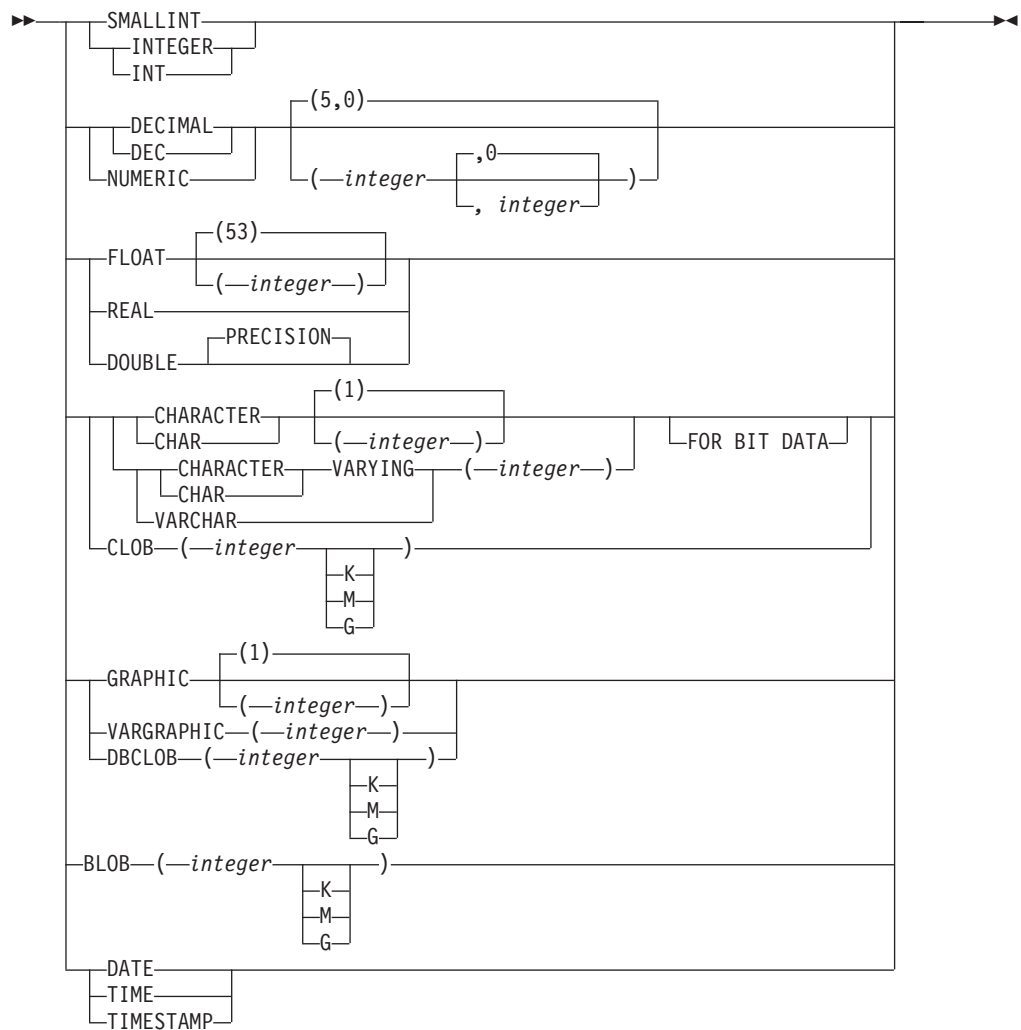 SMALLINT
INTEGER
INT
(5,0)
DECIMAL
DEC
,0
NUMERIC
( integer )
, integer
(53)
FLOAT
( integer )
REAL
PRECISION
DOUBLE
(1)
CHARACTER
CHAR
( integer )
FOR BIT DATA
CHARACTER VARYING ( integer )
CHAR
VARCHAR
CLOB ( integer )
K
M
G
(1)
GRAPHIC
( integer )
VARGRAPHIC ( integer )
DBCLOB ( integer )
K
M
G
BLOB ( integer )
K
M
G
DATE
TIME
TIMESTAMP